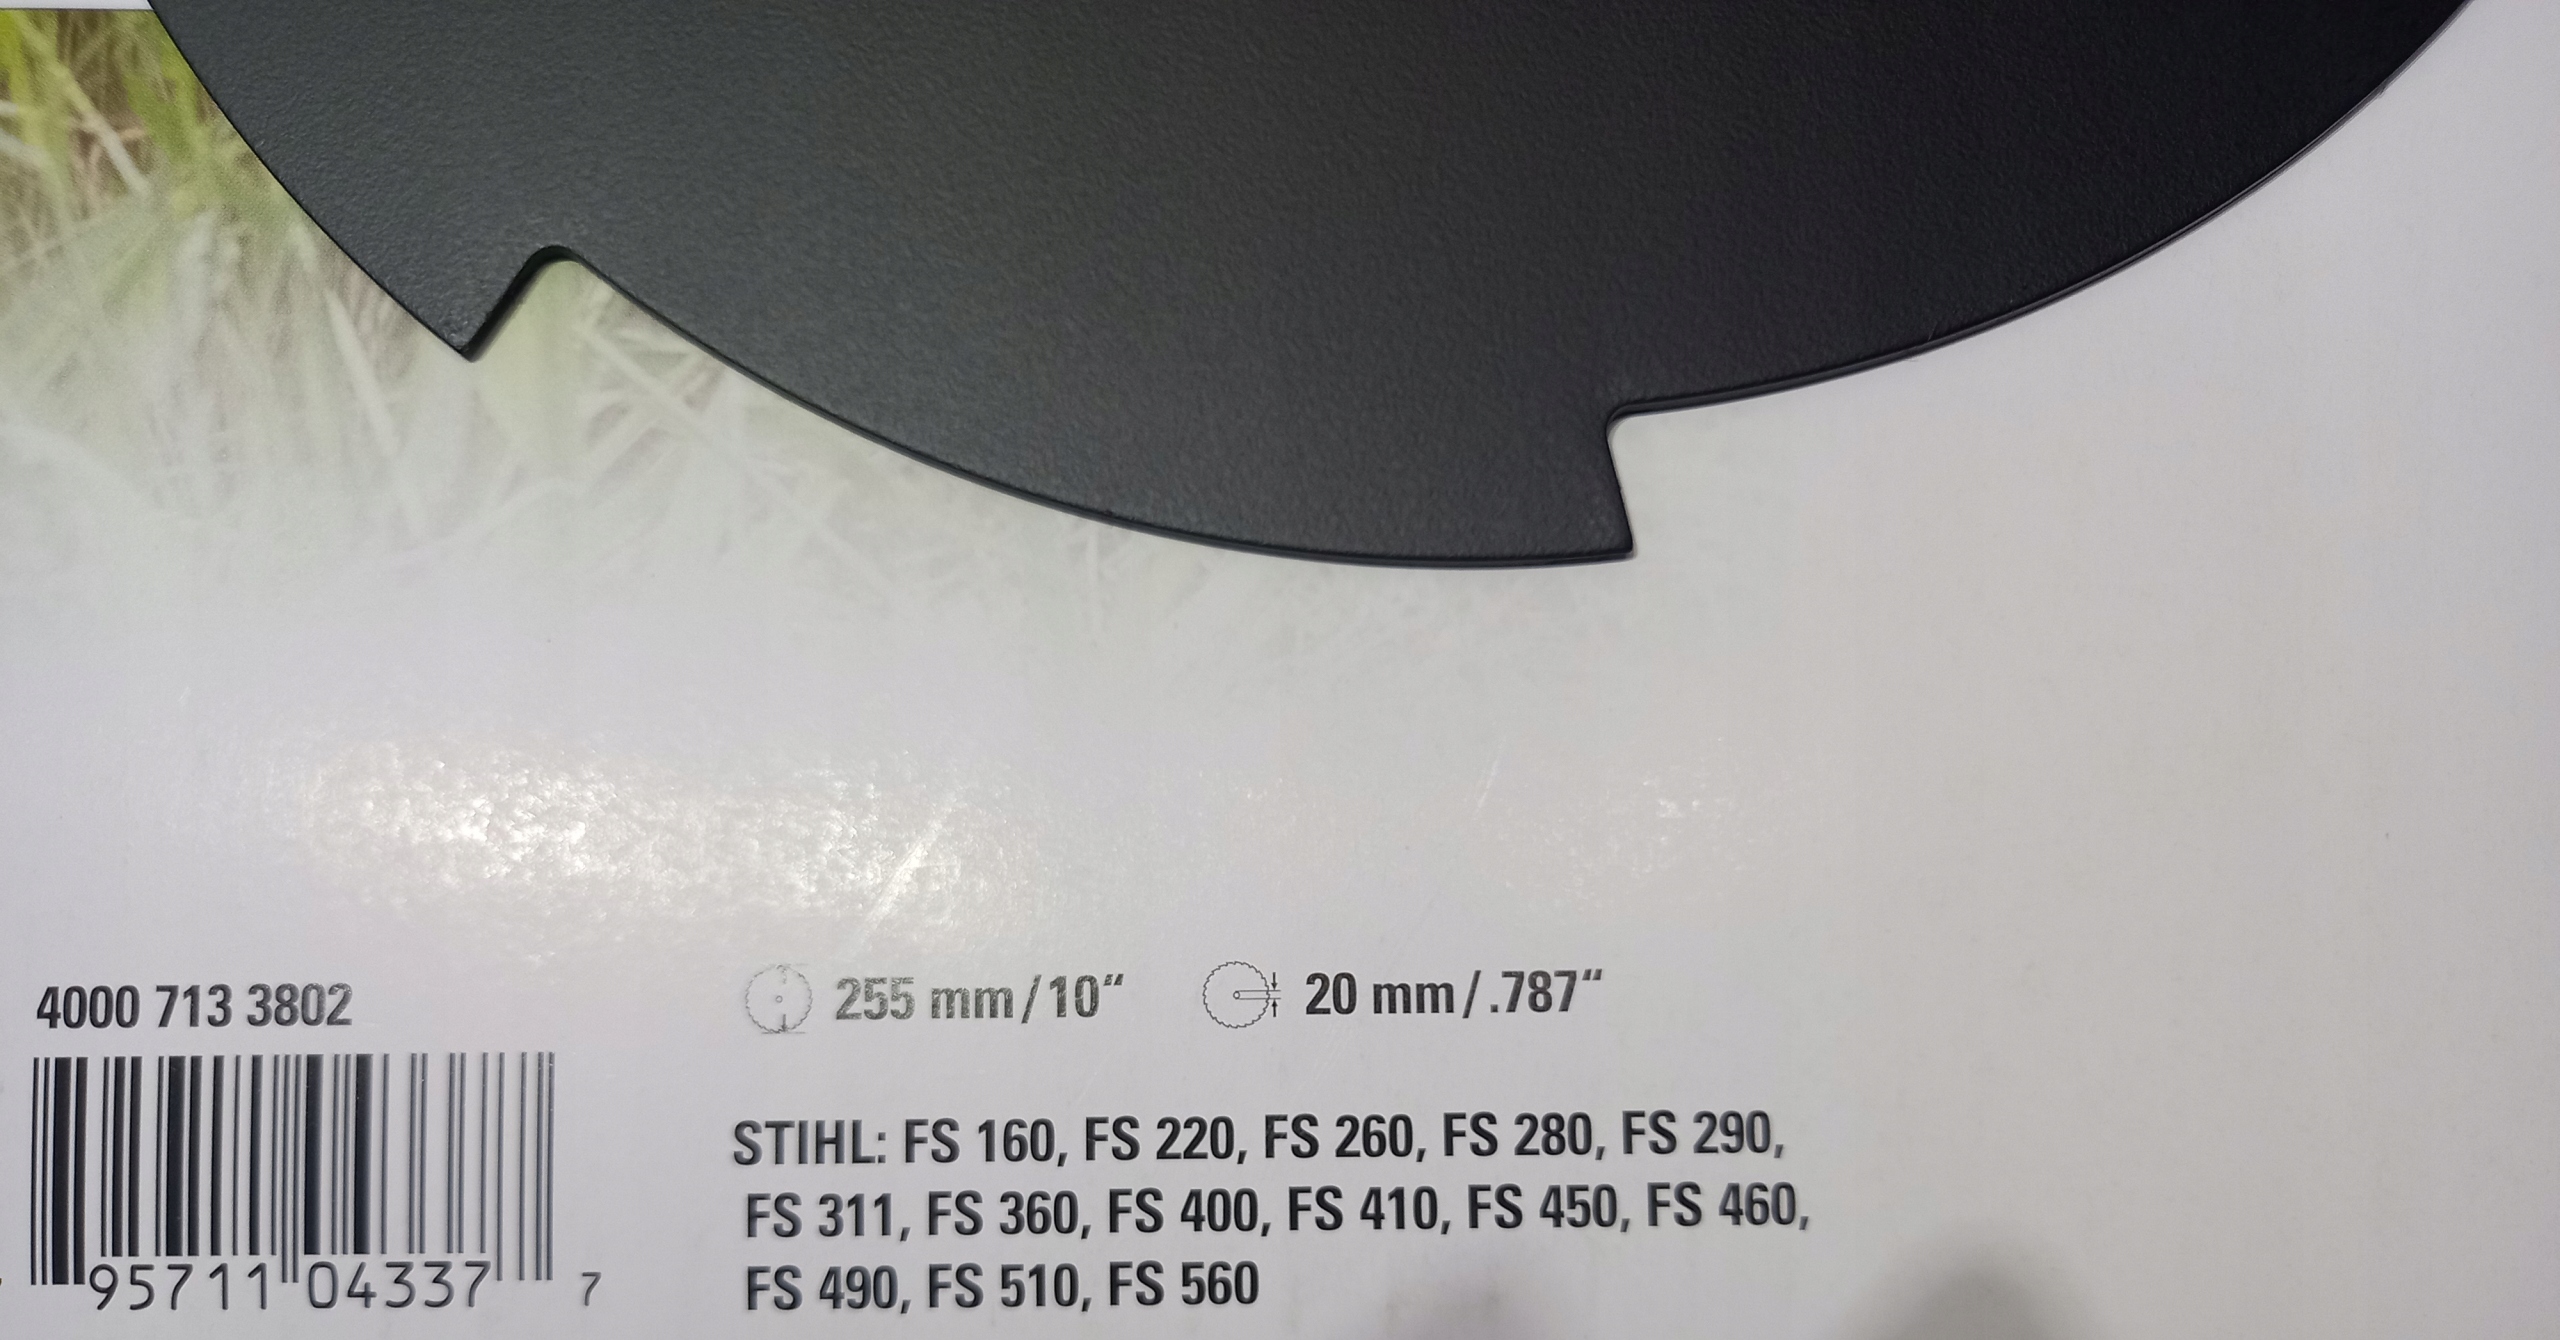 4000 713 3802
255 mm/10“
20 mm/.787“
95711 04337 7
STIHL: FS 160, FS 220, FS 260, FS 280, FS 290,
FS 311, FS 360, FS 400, FS 410, FS 450, FS 460,
FS 490, FS 510, FS 560